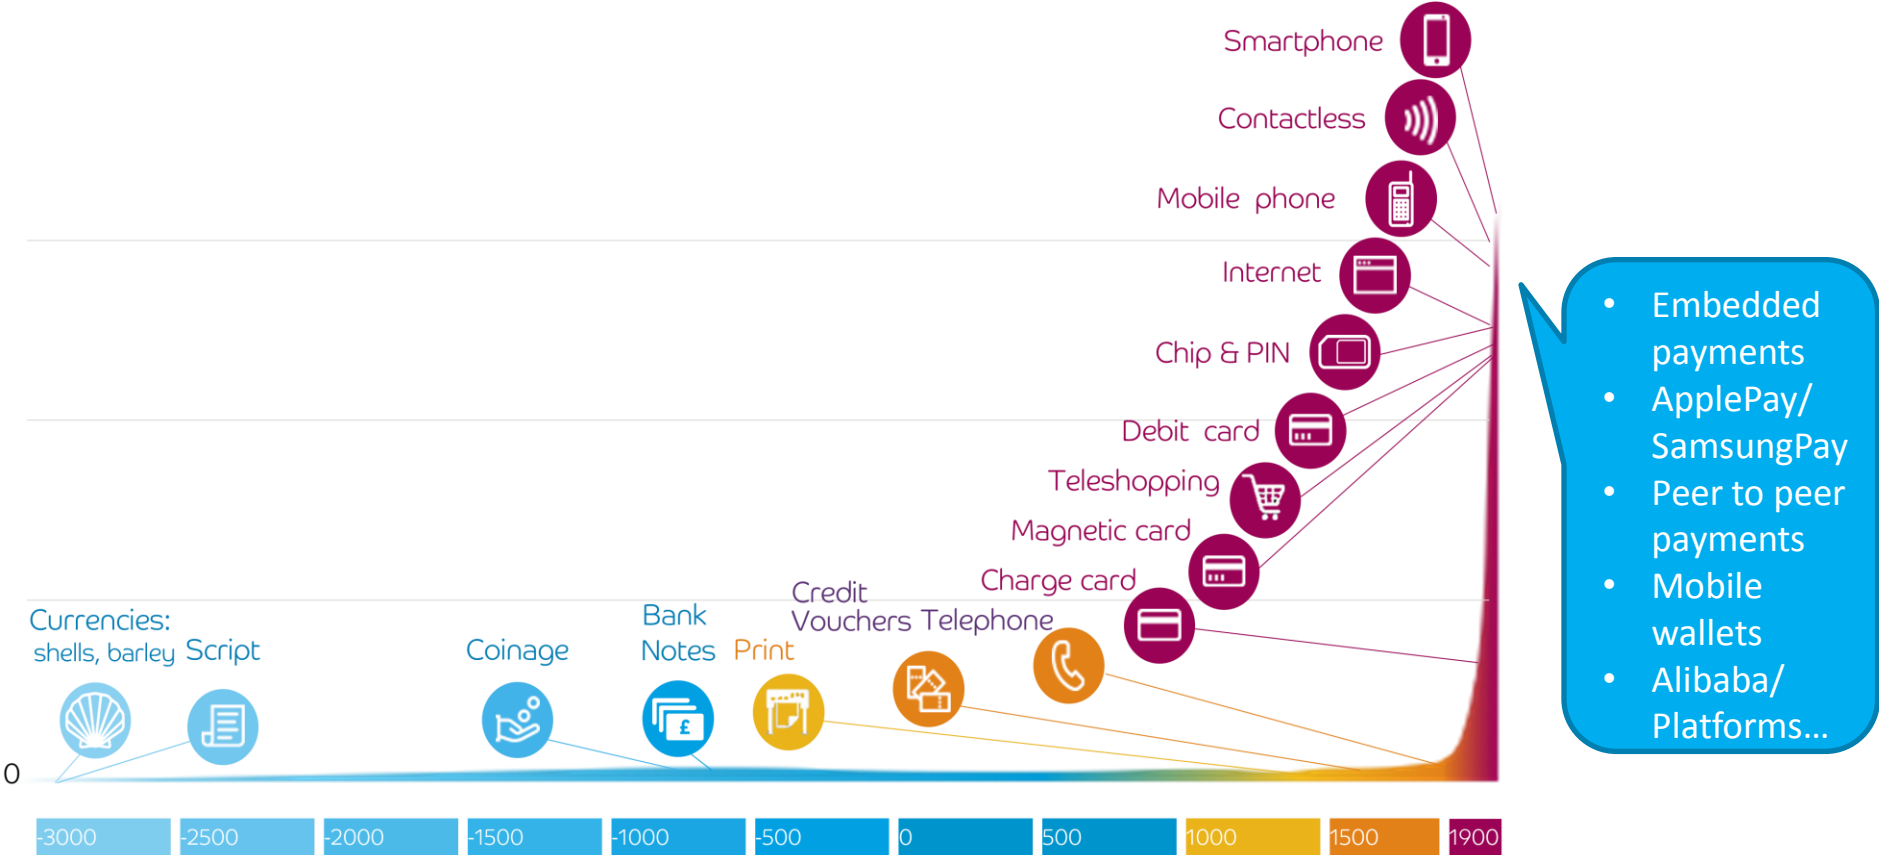 Smartphone
Contactless
Mobile phone
Internet
Chip & PIN
Debit card
Teleshopping
Magnetic card
Charge card
Credit
Vouchers
Telephone
Currencies:
shells, barley
Script
Coinage
Bank
Notes
£
Print
0
-3000
-2500
-2000
-1500
-1000
-500
0
500
1000
1500
1900
• Embedded
payments
• ApplePay/
SamsungPay
• Peer to peer
payments
• Mobile
wallets
• Alibaba/
Platforms...